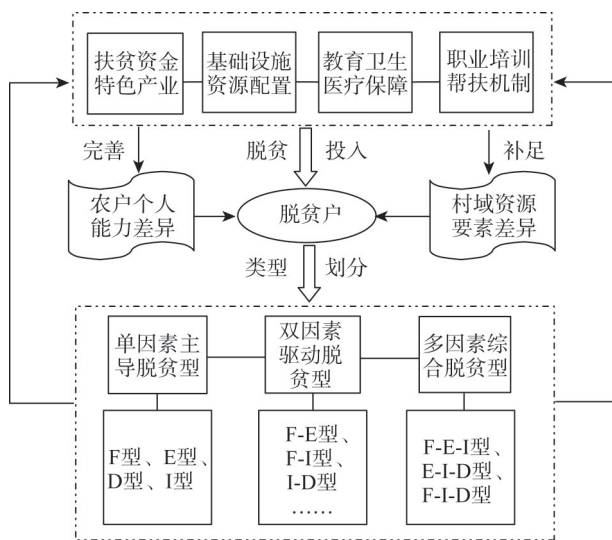 扶贫资金
特色产业
基础设施
资源配置
教育卫生
医疗保障
职业培训
帮扶机制
完善
脱贫
投入
补足
农户个人
能力差异
脱贫户
村域资源
要素差异
类型
划分
单因素主
导脱贫型
双因素
驱动脱
贫型
多因素综
合脱贫型
F型、E型、
D型、I型
F-E型、
F-I型、
I-D型
……
F-E-I型、
E-I-D型、
F-I-D型